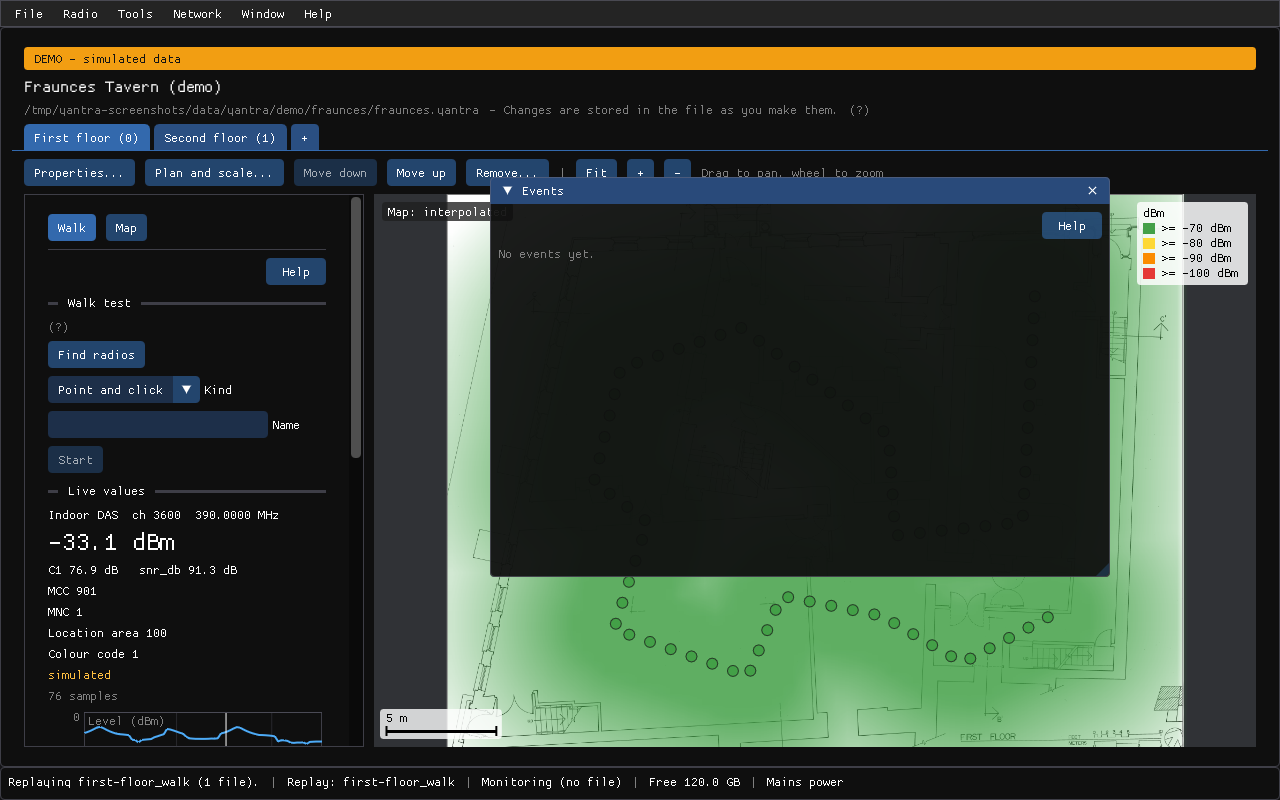 File Radio Tools Network Window Help
DEMO - simulated data
Fraunces Tavern (demo)
/tmp/yantra-screenshots/data/yantra/demo/fraunces/fraunces.yantra - Changes are stored in the file as you make them. (?)
First floor (0) Second floor (1) +
Properties... Plan and scale... Move down Move up Remove... | Fit + - Drag to pan, wheel to zoom
Events
Walk Map
Map: interpolat
Help
No events yet.
dBm
>= -70 dBm
>= -80 dBm
>= -90 dBm
>= -100 dBm
Help
Walk test
(?)
Find radios
Point and click Kind
Name
Start
Live values
Indoor DAS ch 3600 390.0000 MHz
-33.1 dBm
C1 76.9 dB snr_db 91.3 dB
MCC 901
MNC 1
Location area 100
Colour code 1
simulated
76 samples
0 Level (dBm)
5 m
FIRST FLOOR
METERS
Replaying first-floor_walk (1 file). | Replay: first-floor_walk | Monitoring (no file) | Free 120.0 GB | Mains power